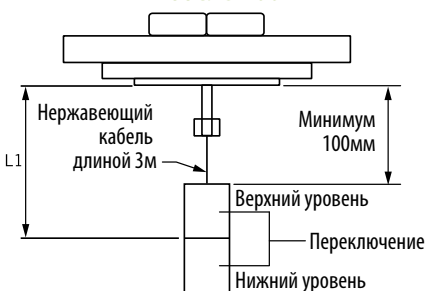 Нержавеющий
кабель
длиной 3м
Минимум
100мм
L1
Верхний уровень
Переключение
Нижний уровень